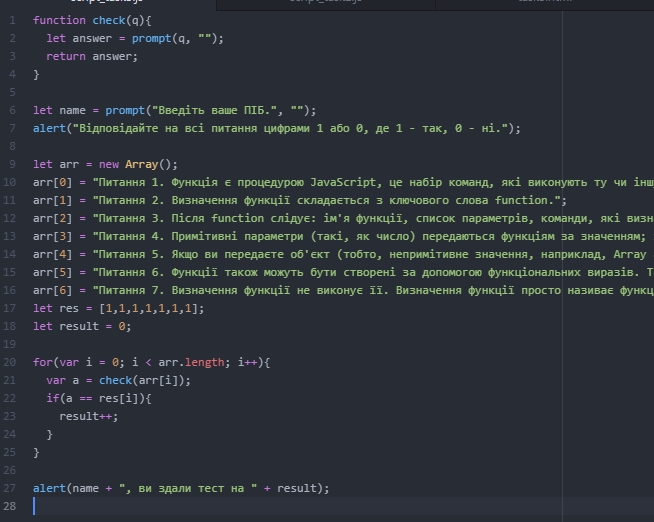 function check(q){
let answer = prompt(q, "");
return answer;
}
let name = prompt("Введіть ваше ПІБ.", "");
alert("Відповідайте на всі питання цифрами 1 або 0, де 1 - так, 0 - ні.");
let arr = new Array();
arr[0] = "Питання 1. Функція є процедурою JavaScript, це набір команд, які виконують ту чи інш
arr[1] = "Питання 2. Визначення функції складається з ключового слова function.";
arr[2] = "Питання 3. Після function слідує: ім'я функції, список параметрів, команди, які визн
arr[3] = "Питання 4. Примітивні параметри (такі, як число) передаються функціям за значенням;
arr[4] = "Питання 5. Якщо ви передаєте об'єкт (тобто, непримітивне значення, наприклад, Array
arr[5] = "Питання 6. Функції також можуть бути створені за допомогою функціональних виразів. Т
arr[6] = "Питання 7. Визначення функції не виконує її. Визначення функції просто називає функц
let res = [1,1,1,1,1,1,1];
let result = 0;
for(var i = 0; i < arr.length; i++){
var a = check(arr[i]);
if(a == res[i]){
result++;
}
}
alert(name + ", ви здали тест на " + result);